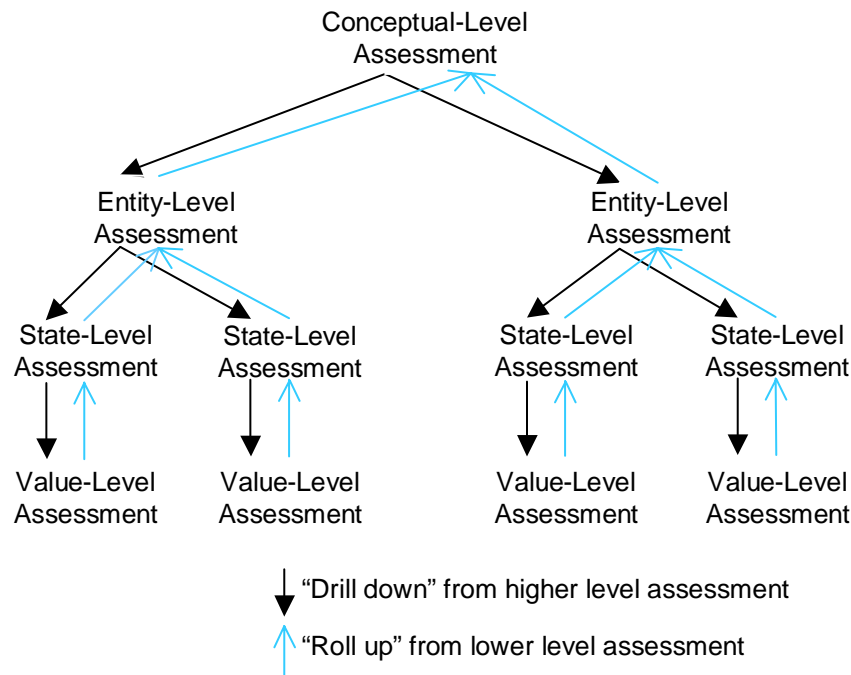 Conceptual-Level
Assessment
Entity-Level
Assessment
Entity-Level
Assessment
State-Level
Assessment
State-Level
Assessment
State-Level
Assessment
State-Level
Assessment
Value-Level
Assessment
Value-Level
Assessment
Value-Level
Assessment
Value-Level
Assessment
“Drill down” from higher level assessment
“Roll up” from lower level assessment